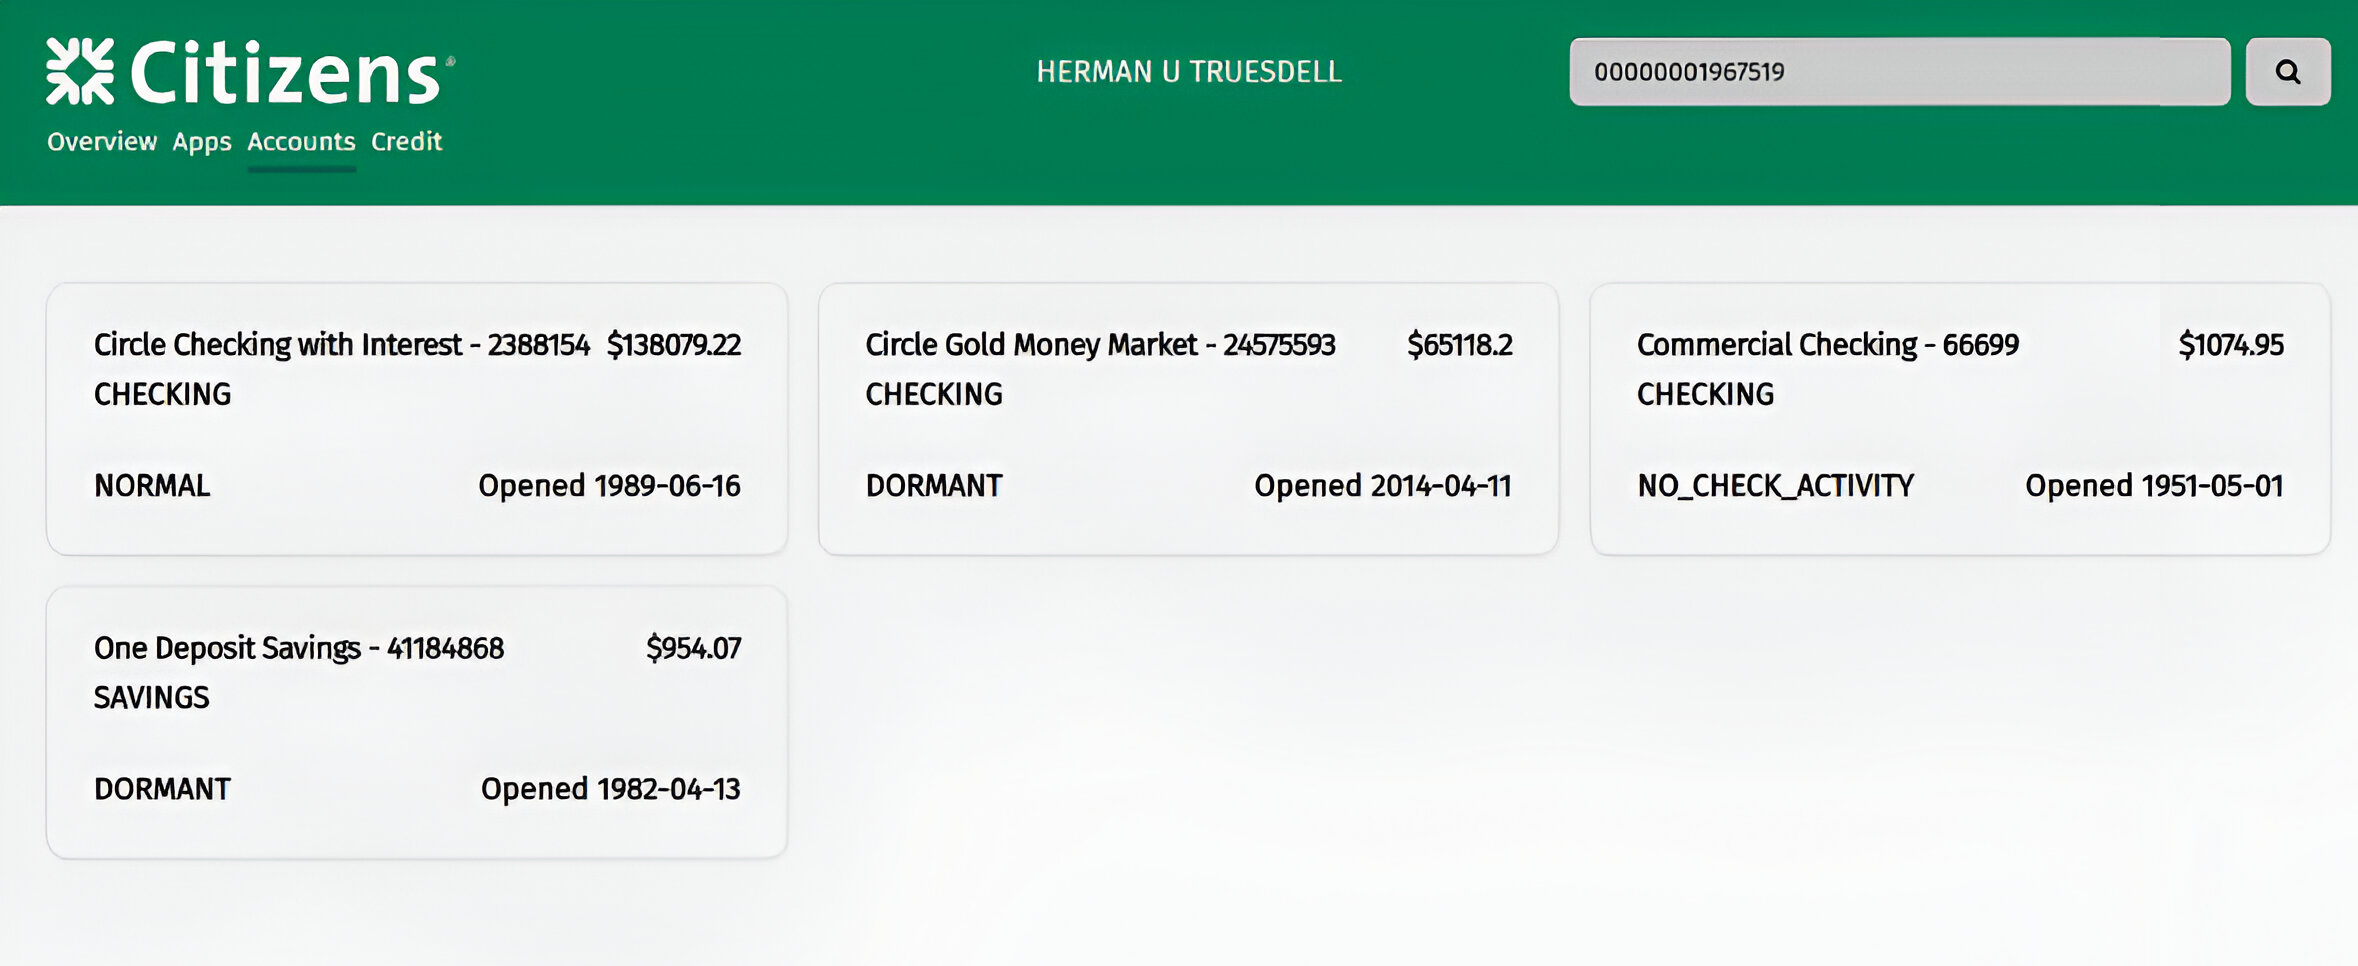 Citizens®
HERMAN U TRUESDELL
00000001967519
Overview Apps Accounts Credit
Circle Checking with Interest - 2388154 $138079.22
CHECKING
NORMAL Opened 1989-06-16
Circle Gold Money Market - 24575593 $65118.2
CHECKING
DORMANT Opened 2014-04-11
Commercial Checking - 66699 $1074.95
CHECKING
NO_CHECK_ACTIVITY Opened 1951-05-01
One Deposit Savings - 41184868 $954.07
SAVINGS
DORMANT Opened 1982-04-13